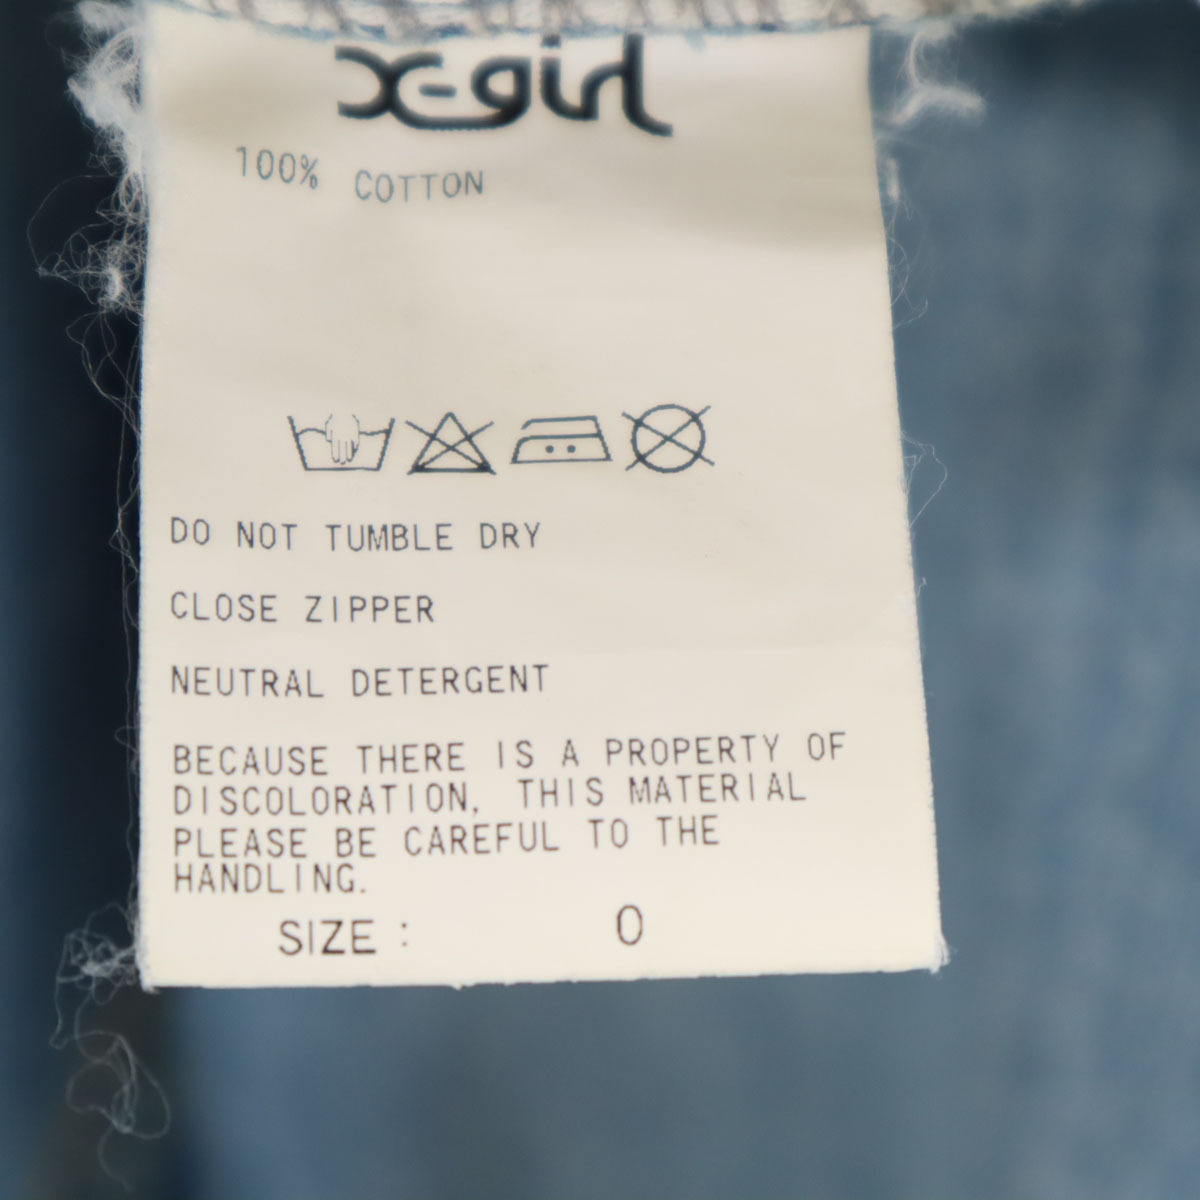 X-girl
100% COTTON
DO NOT TUMBLE DRY
CLOSE ZIPPER
NEUTRAL DETERGENT
BECAUSE THERE IS A PROPERTY OF
DISCOLORATION, THIS MATERIAL
PLEASE BE CAREFUL TO THE
HANDLING.
SIZE : 0